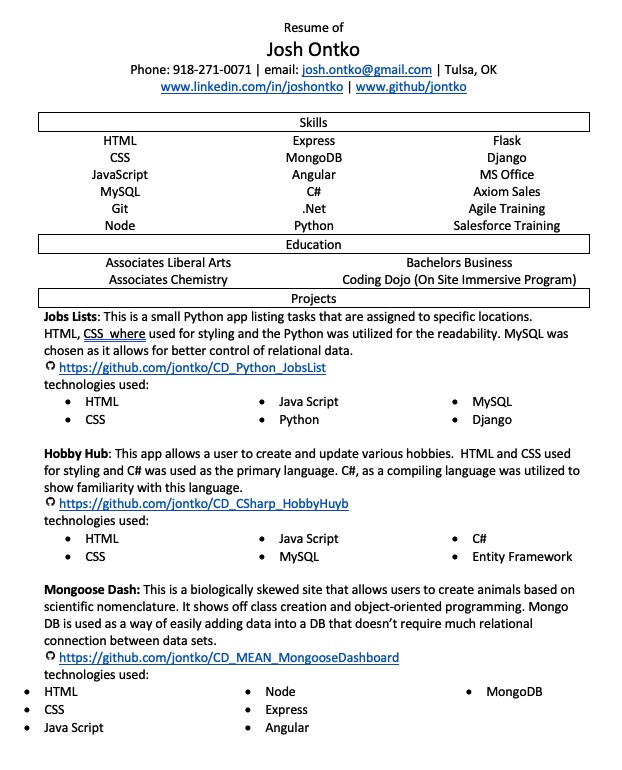 Resume of
Josh Ontko
Phone: 918-271-0071 | email: josh.ontko@gmail.com | Tulsa, OK
www.linkedin.com/in/joshontko | www.github/jontko
Skills
HTML Express Flask
CSS MongoDB Django
JavaScript Angular MS Office
MySQL C# Axiom Sales
Git .Net Agile Training
Node Python Salesforce Training
Education
Associates Liberal Arts Bachelors Business
Associates Chemistry Coding Dojo (On Site Immersive Program)
Projects
Jobs Lists: This is a small Python app listing tasks that are assigned to specific locations.
HTML, CSS where used for styling and the Python was utilized for the readability. MySQL was
chosen as it allows for better control of relational data.
https://github.com/jontko/CD_Python_JobsList
technologies used:
• HTML • Java Script • MySQL
• CSS • Python • Django
Hobby Hub: This app allows a user to create and update various hobbies. HTML and CSS used
for styling and C# was used as the primary language. C#, as a compiling language was utilized to
show familiarity with this language.
https://github.com/jontko/CD_CSharp_HobbyHuyb
technologies used:
• HTML • Java Script • C#
• CSS • MySQL • Entity Framework
Mongoose Dash: This is a biologically skewed site that allows users to create animals based on
scientific nomenclature. It shows off class creation and object-oriented programming. Mongo
DB is used as a way of easily adding data into a DB that doesn't require much relational
connection between data sets.
https://github.com/jontko/CD_MEAN_MongooseDashboard
technologies used:
• HTML • Node • MongoDB
• CSS • Express
• Java Script • Angular